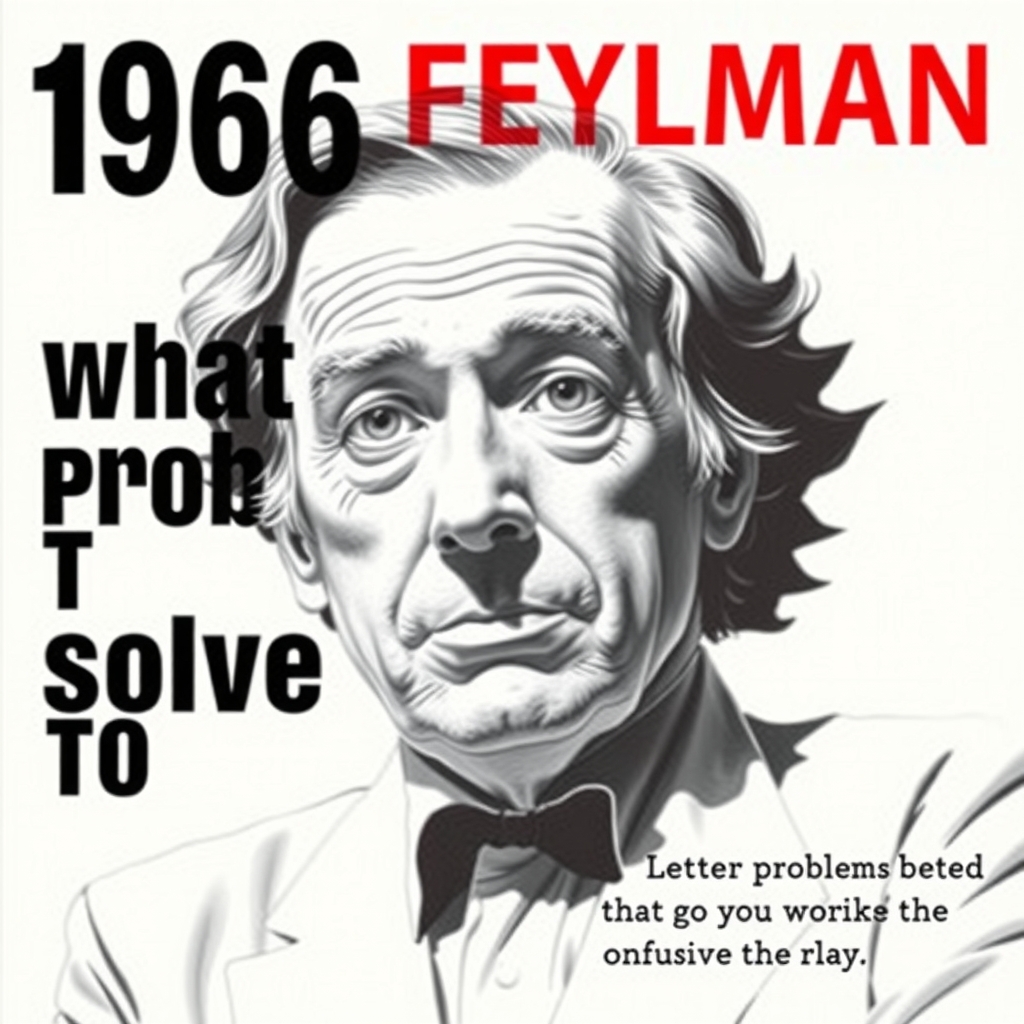 1966 FEYLMAN
what
prob
T
solve
TO
Letter problems beted
that go you worike the
onfusive the rlay.